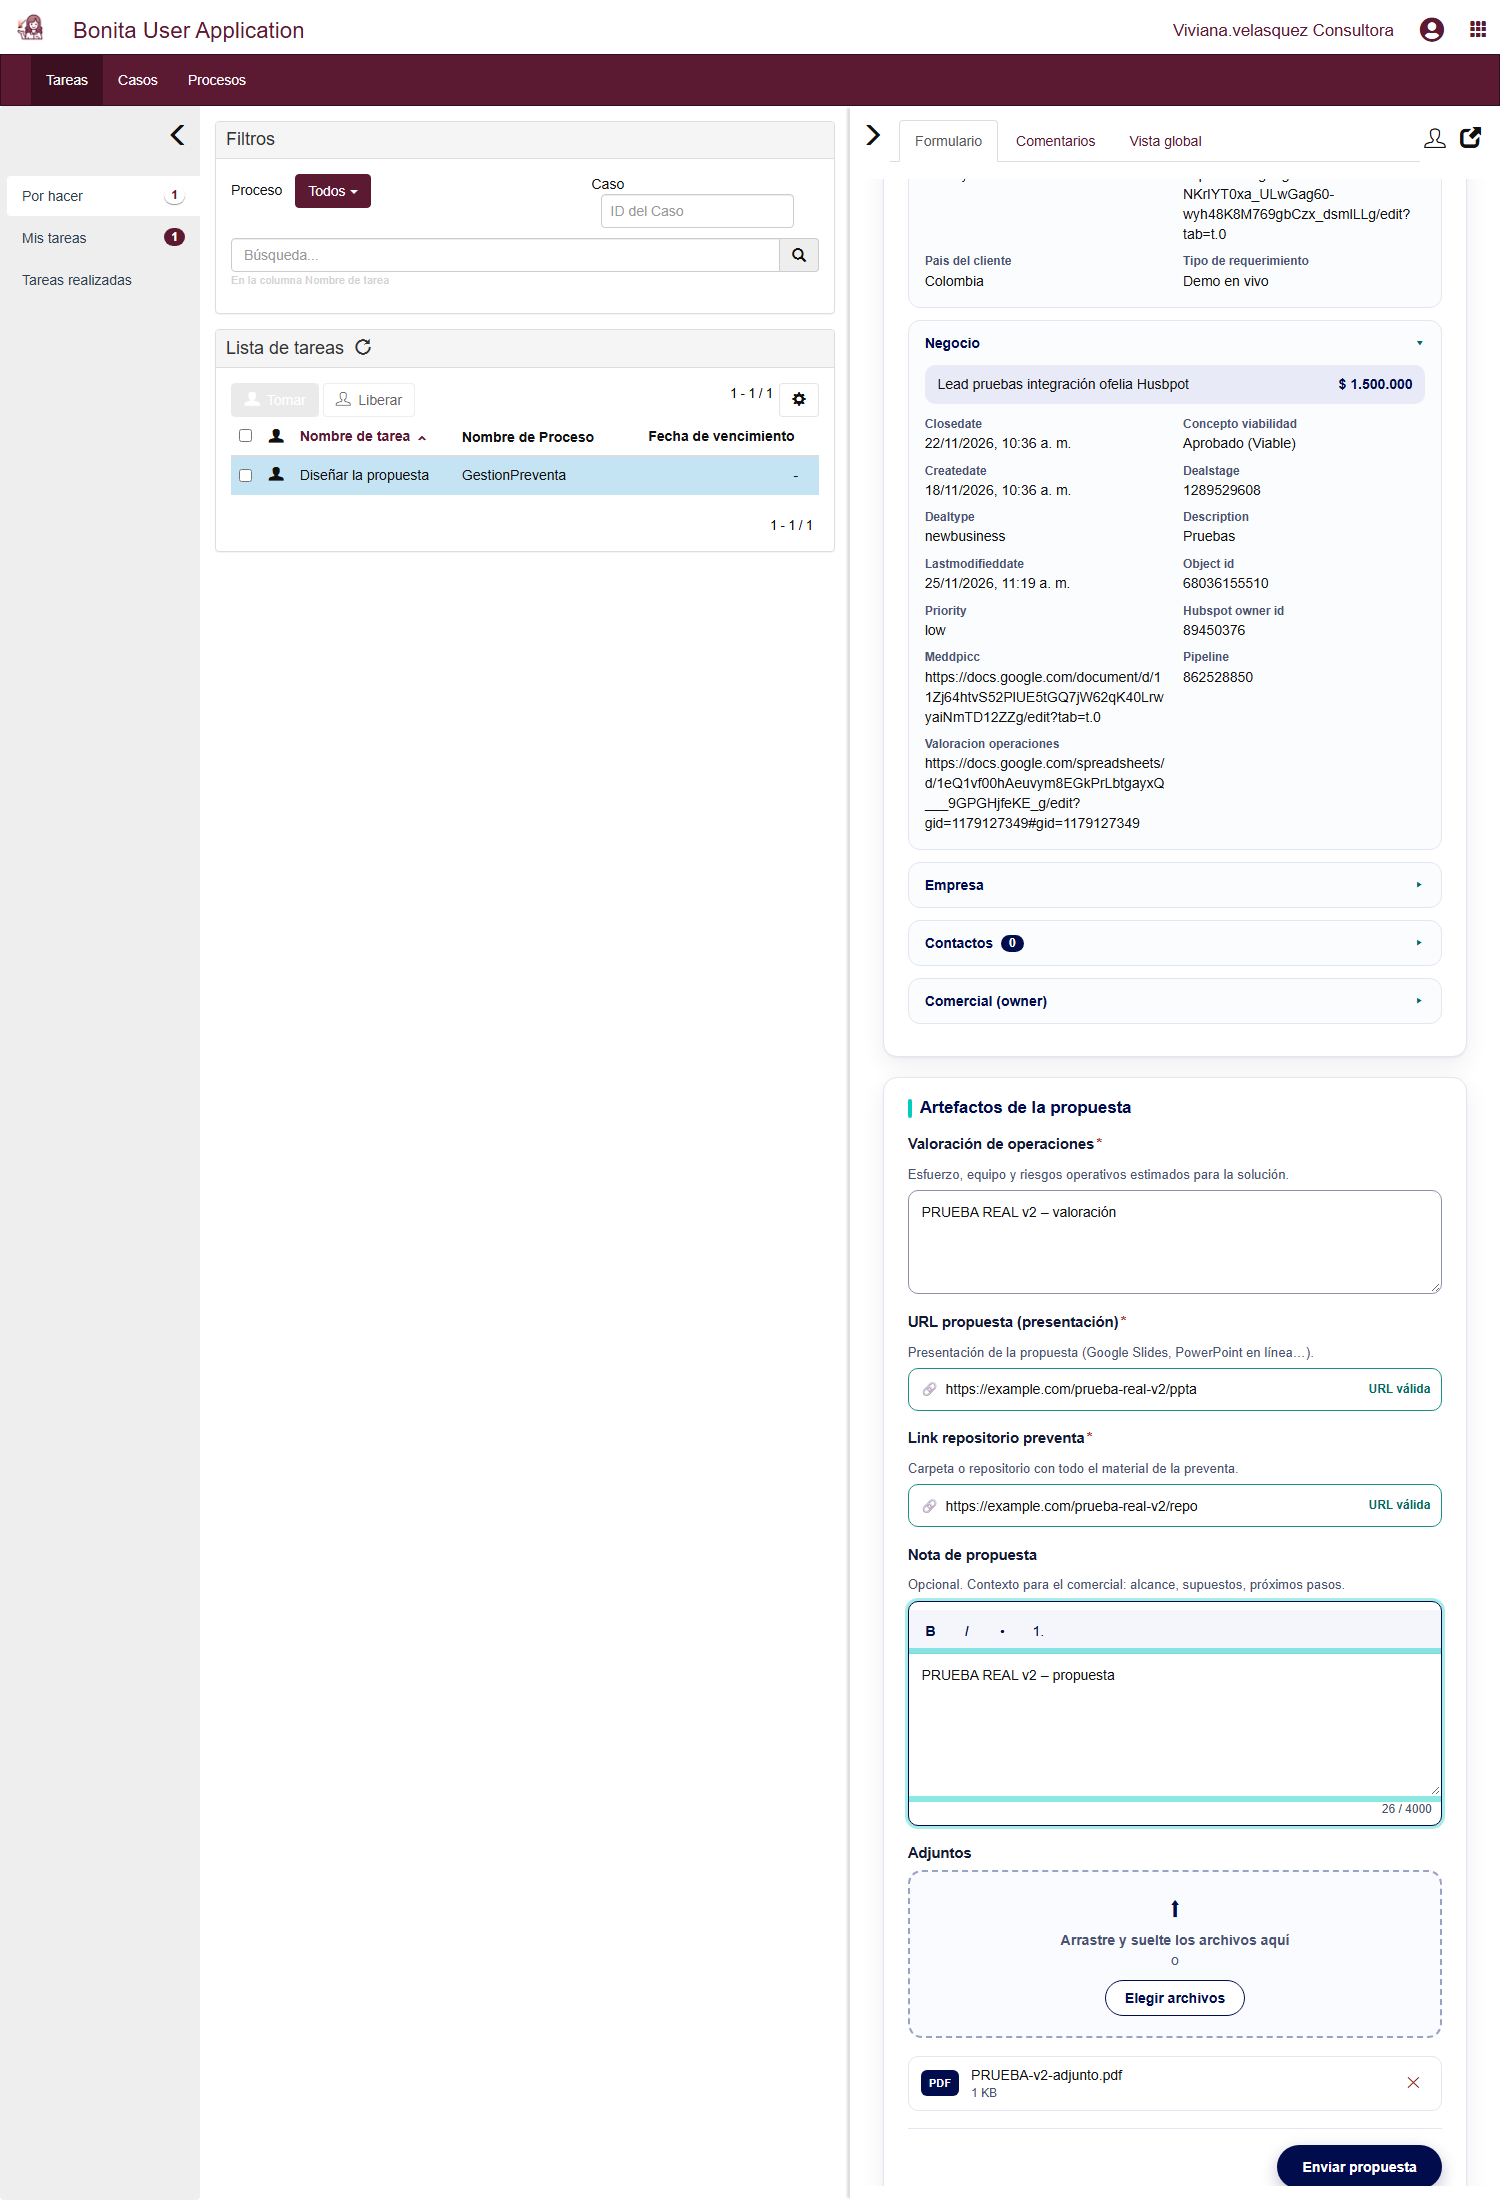 Bonita User Application
Viviana.velasquez Consultora
Tareas
Casos
Procesos
Por hacer
1
Mis tareas
1
Tareas realizadas
Filtros
Proceso
Todos
Caso
ID del Caso
Búsqueda...
En la columna Nombre de tarea
Lista de tareas
Tomar
Liberar
1 - 1 / 1
Nombre de tarea
Nombre de Proceso
Fecha de vencimiento
Diseñar la propuesta
GestionPreventa
-
1 - 1 / 1
Formulario
Comentarios
Vista global
NKrIYT0xa_ULwGag60-
wyh48K8M769gbCzx_dsmlLLg/edit?
tab=t.0
Pais del cliente
Colombia
Tipo de requerimiento
Demo en vivo
Negocio
Lead pruebas integración ofelia Husbpot
$ 1.500.000
Closedate
22/11/2026, 10:36 a. m.
Concepto viabilidad
Aprobado (Viable)
Createdate
18/11/2026, 10:36 a. m.
Dealstage
1289529608
Dealtype
newbusiness
Description
Pruebas
Lastmodifieddate
25/11/2026, 11:19 a. m.
Object id
68036155510
Priority
low
Hubspot owner id
89450376
Meddpicc
https://docs.google.com/document/d/1
1Zj64htvS52PIUE5tGQ7jW62qK40Lrw
yaiNmTD12ZZg/edit?tab=t.0
Pipeline
862528850
Valoracion operaciones
https://docs.google.com/spreadsheets/
d/1eQ1vf00hAeuvym8EGkPrLbtgayxQ
___9GPGHjfeKE_g/edit?
gid=1179127349#gid=1179127349
Empresa
Contactos 0
Comercial (owner)
Artefactos de la propuesta
Valoración de operaciones*
Esfuerzo, equipo y riesgos operativos estimados para la solución.
PRUEBA REAL v2 – valoración
URL propuesta (presentación)*
Presentación de la propuesta (Google Slides, PowerPoint en línea...).
https://example.com/prueba-real-v2/ppta
URL válida
Link repositorio preventa*
Carpeta o repositorio con todo el material de la preventa.
https://example.com/prueba-real-v2/repo
URL válida
Nota de propuesta
Opcional. Contexto para el comercial: alcance, supuestos, próximos pasos.
B I • 1.
PRUEBA REAL v2 – propuesta
26 / 4000
Adjuntos
Arrastre y suelte los archivos aquí
o
Elegir archivos
PDF
PRUEBA-v2-adjunto.pdf
1 KB
Enviar propuesta